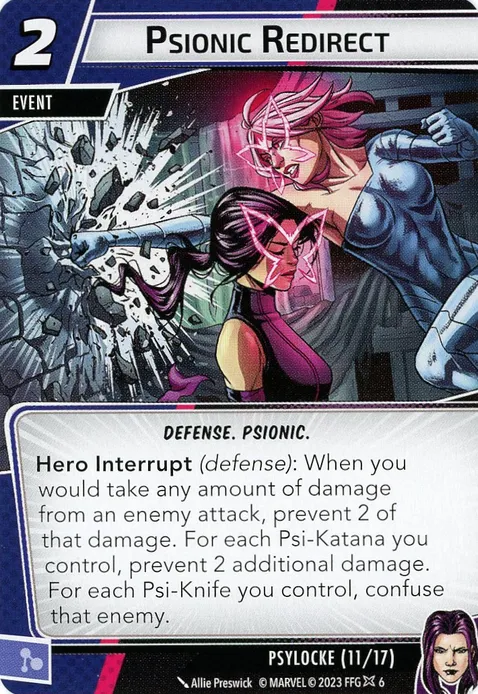 2
PSIONIC REDIRECT
EVENT
DEFENSE. PSIONIC.
Hero Interrupt (defense): When you
would take any amount of damage
from an enemy attack, prevent 2 of
that damage. For each Psi-Katana you
control, prevent 2 additional damage.
For each Psi-Knife you control, confuse
that enemy.
PSYLOCKE (11/17)
Allie Preswick © MARVEL © 2023 FFG 6